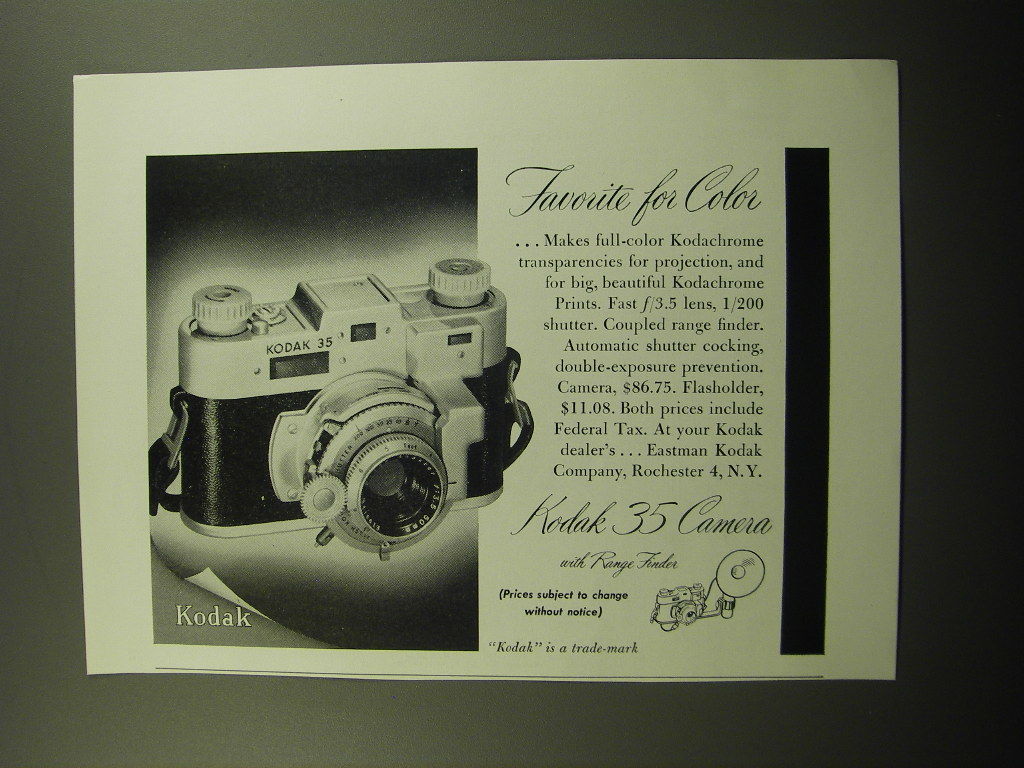 Favorite for Color
... Makes full-color Kodachrome
transparencies for projection, and
for big, beautiful Kodachrome
Prints. Fast f/3.5 lens, 1/200
shutter. Coupled range finder.
Automatic shutter cocking,
double-exposure prevention.
Camera, $86.75. Flasholder,
$11.08. Both prices include
Federal Tax. At your Kodak
dealer's ... Eastman Kodak
Company, Rochester 4, N.Y.
Kodak 35 Camera
with Range Finder
(Prices subject to change
without notice)
"Kodak" is a trade-mark
KODAK 35
Kodak